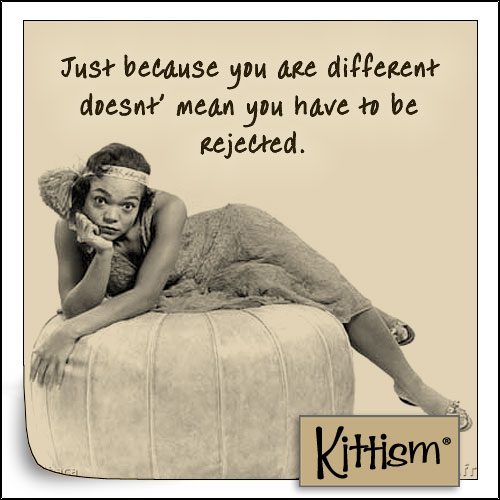 Just because you are different
doesnt' mean you have to be
rejected.
Kittism®